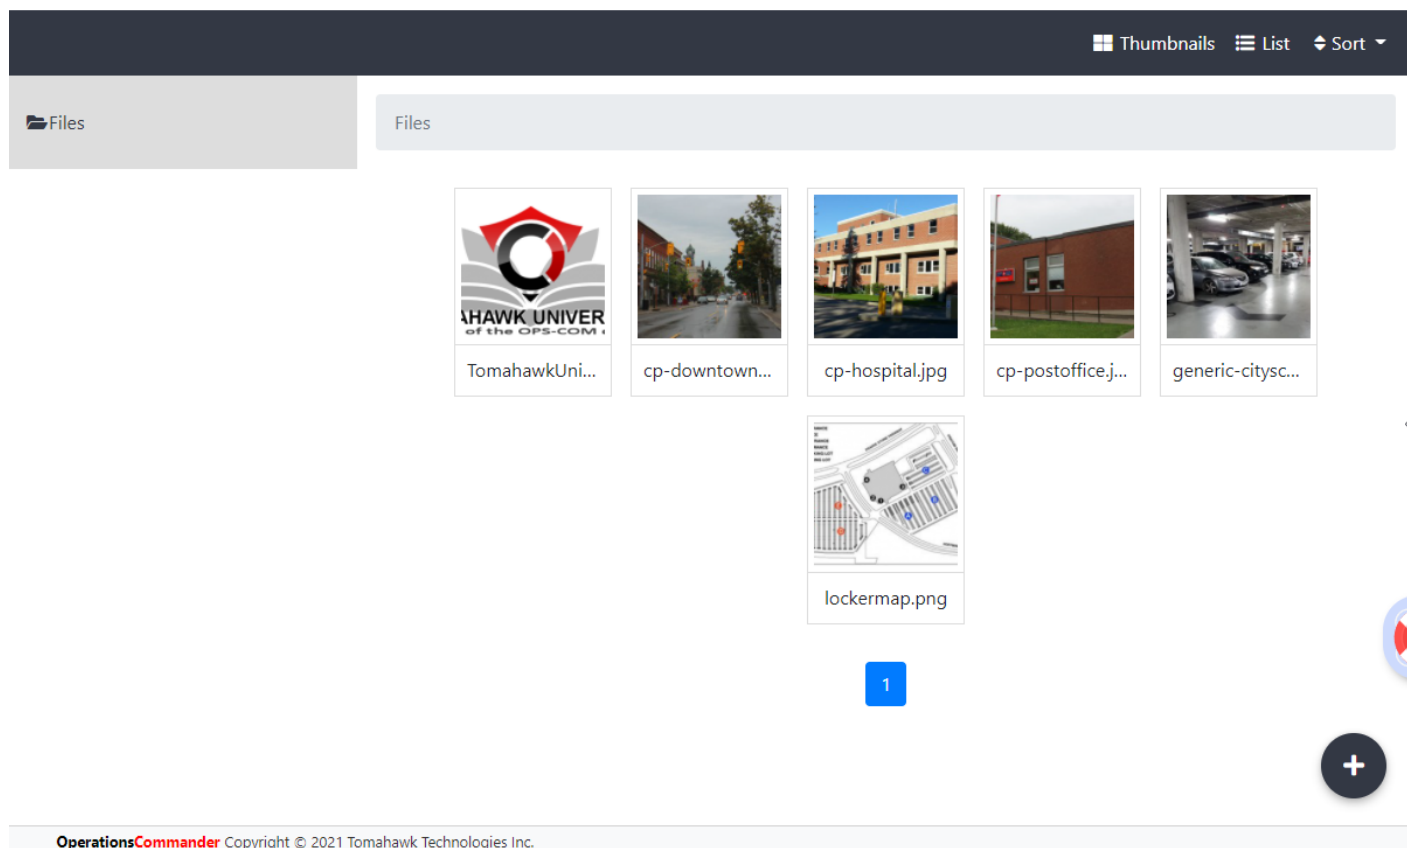 Thumbnails List Sort
Files
Files
AHAWK UNIVER
of the OPS-COM
TomahawkUni...
cp-downtown...
cp-hospital.jpg
cp-postoffice.j...
generic-citysc...
lockermap.png
1
OperationsCommander Copyright © 2021 Tomahawk Technologies Inc.